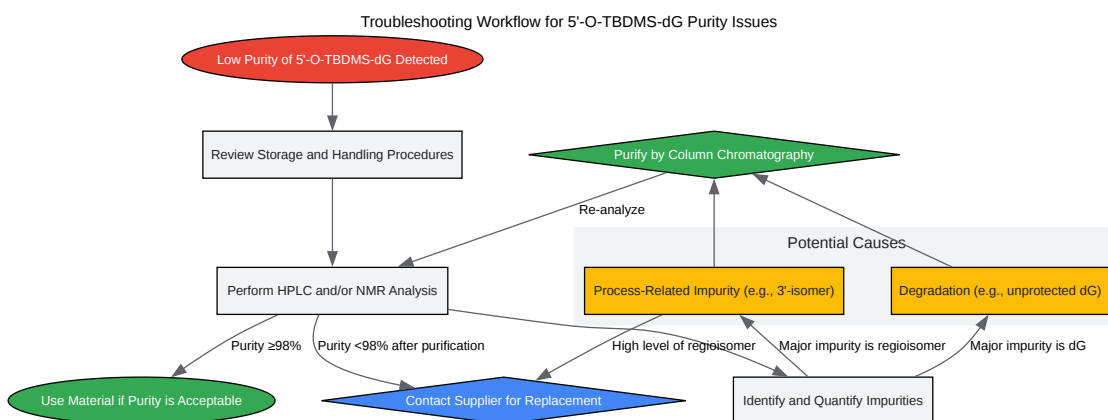 Troubleshooting Workflow for 5'-O-TBDMS-dG Purity Issues
Low Purity of 5'-O-TBDMS-dG Detected
Review Storage and Handling Procedures
Purify by Column Chromatography
Re-analyze
Potential Causes
Perform HPLC and/or NMR Analysis
Process-Related Impurity (e.g., 3'-isomer)
Degradation (e.g., unprotected dG)
Purity ≥98%
Purity <98% after purification
High level of regioisomer
Major impurity is regioisomer
Major impurity is dG
Use Material if Purity is Acceptable
Contact Supplier for Replacement
Identify and Quantify Impurities